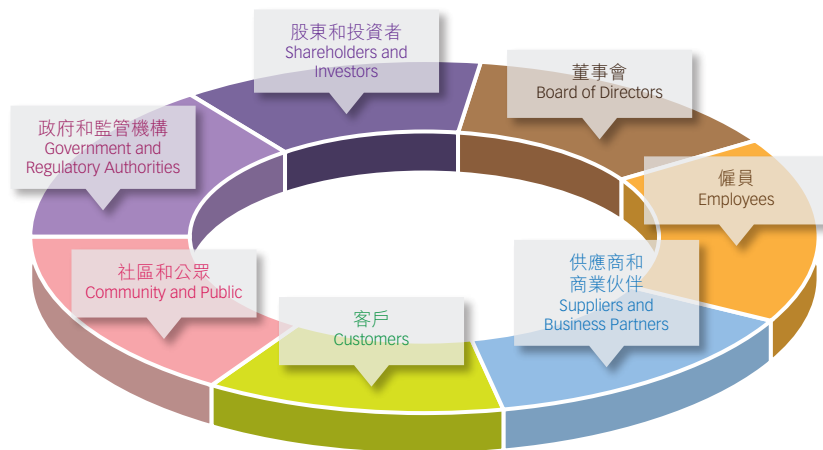 股東和投資者
Shareholders and
Investors
董事會
Board of Directors
政府和監管機構
Government and
Regulatory Authorities
僱員
Employees
社區和公眾
Community and Public
供應商和
商業伙伴
Suppliers and
Business Partners
客戶
Customers